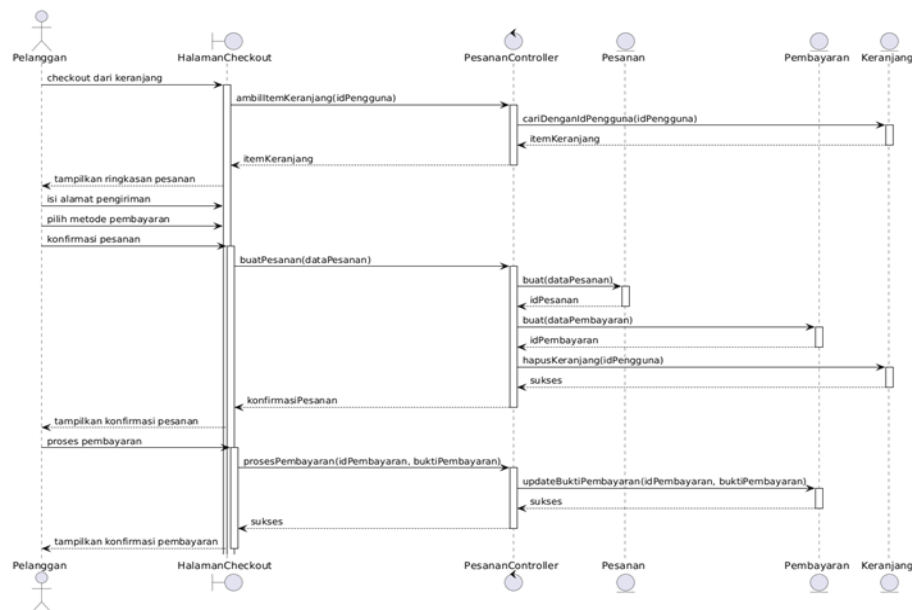 Pelanggan HalamanCheckout PesananController Pesanan Pembayaran Keranjang
checkout dari keranjang
ambilItemKeranjang(idPengguna)
cariDenganIdPengguna(idPengguna)
itemKeranjang
itemKeranjang
tampilkan ringkasan pesanan
isi alamat pengiriman
pilih metode pembayaran
konfirmasi pesanan
buatPesanan(dataPesanan)
buat(dataPesanan)
idPesanan
buat(dataPembayaran)
idPembayaran
hapusKeranjang(idPengguna)
sukses
konfirmasiPesanan
tampilkan konfirmasi pesanan
proses pembayaran
prosesPembayaran(idPembayaran, buktiPembayaran)
updateBuktiPembayaran(idPembayaran, buktiPembayaran)
sukses
sukses
tampilkan konfirmasi pembayaran
Pelanggan HalamanCheckout PesananController Pesanan Pembayaran Keranjang